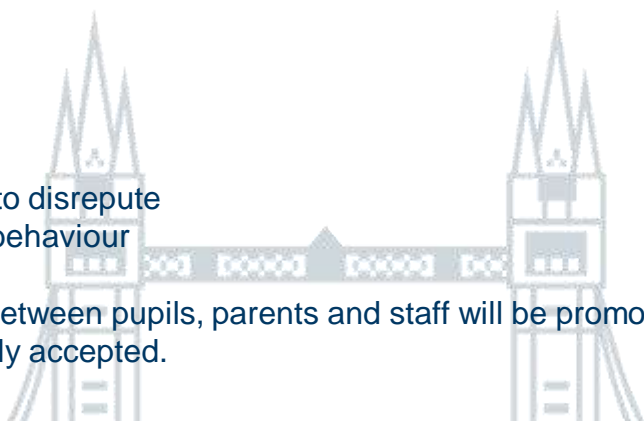 to disrepute
behaviour
etween pupils, parents and staff will be promo
ly accepted.